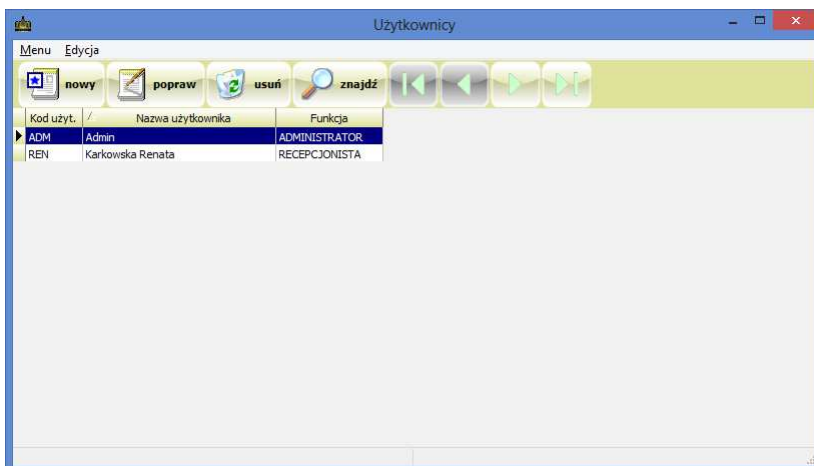 Użytkownicy
Menu Edycja
nowy popraw usuń znajdź
Kod użyt. / Nazwa użytkownika Funkcja
ADM Admin ADMINISTRATOR
REN Karkowska Renata RECEPCJONISTA